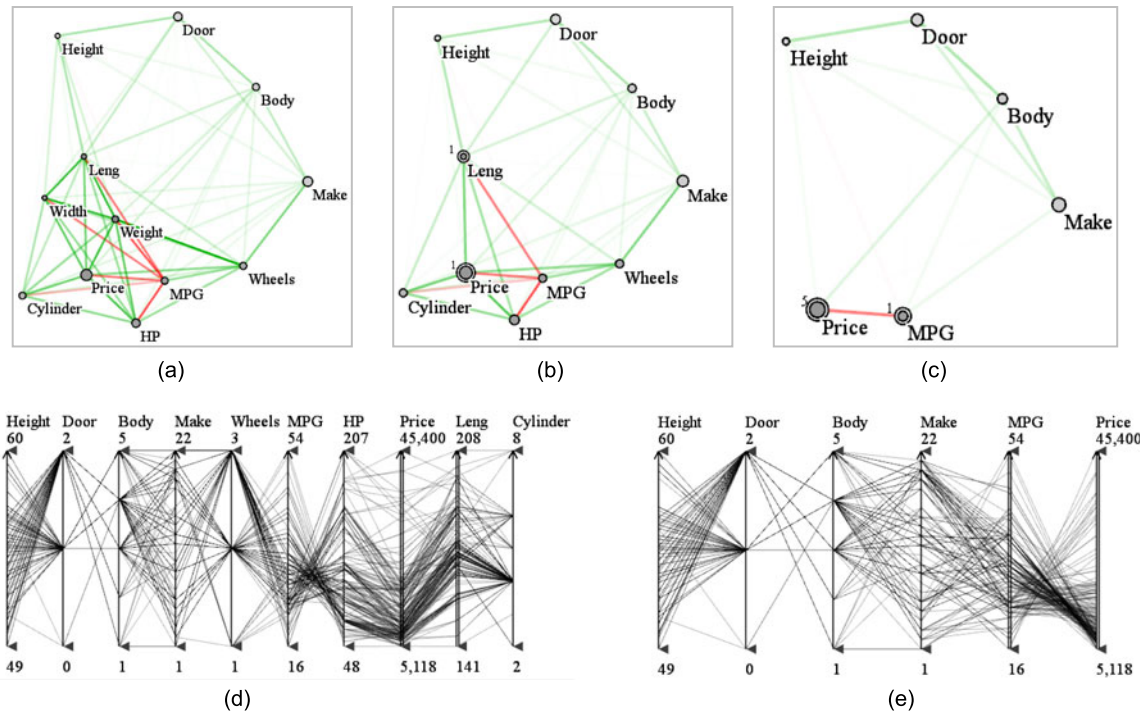 Door
Height
Body
Leng
Make
Width
Weight
Wheels
Price
MPG
Cylinder
HP
(a)
Door
Height
Body
1
Leng
Make
1
Wheels
Price
MPG
Cylinder
HP
(b)
Door
Height
Body
Make
5
1
Price
MPG
(c)
Height Door Body Make Wheels MPG HP Price Leng Cylinder
60 2 5 22 3 54 207 45,400 208 8
49 0 1 1 1 16 48 5,118 141 2
(d)
Height Door Body Make MPG Price
60 2 5 22 54 45,400
49 0 1 1 16 5,118
(e)